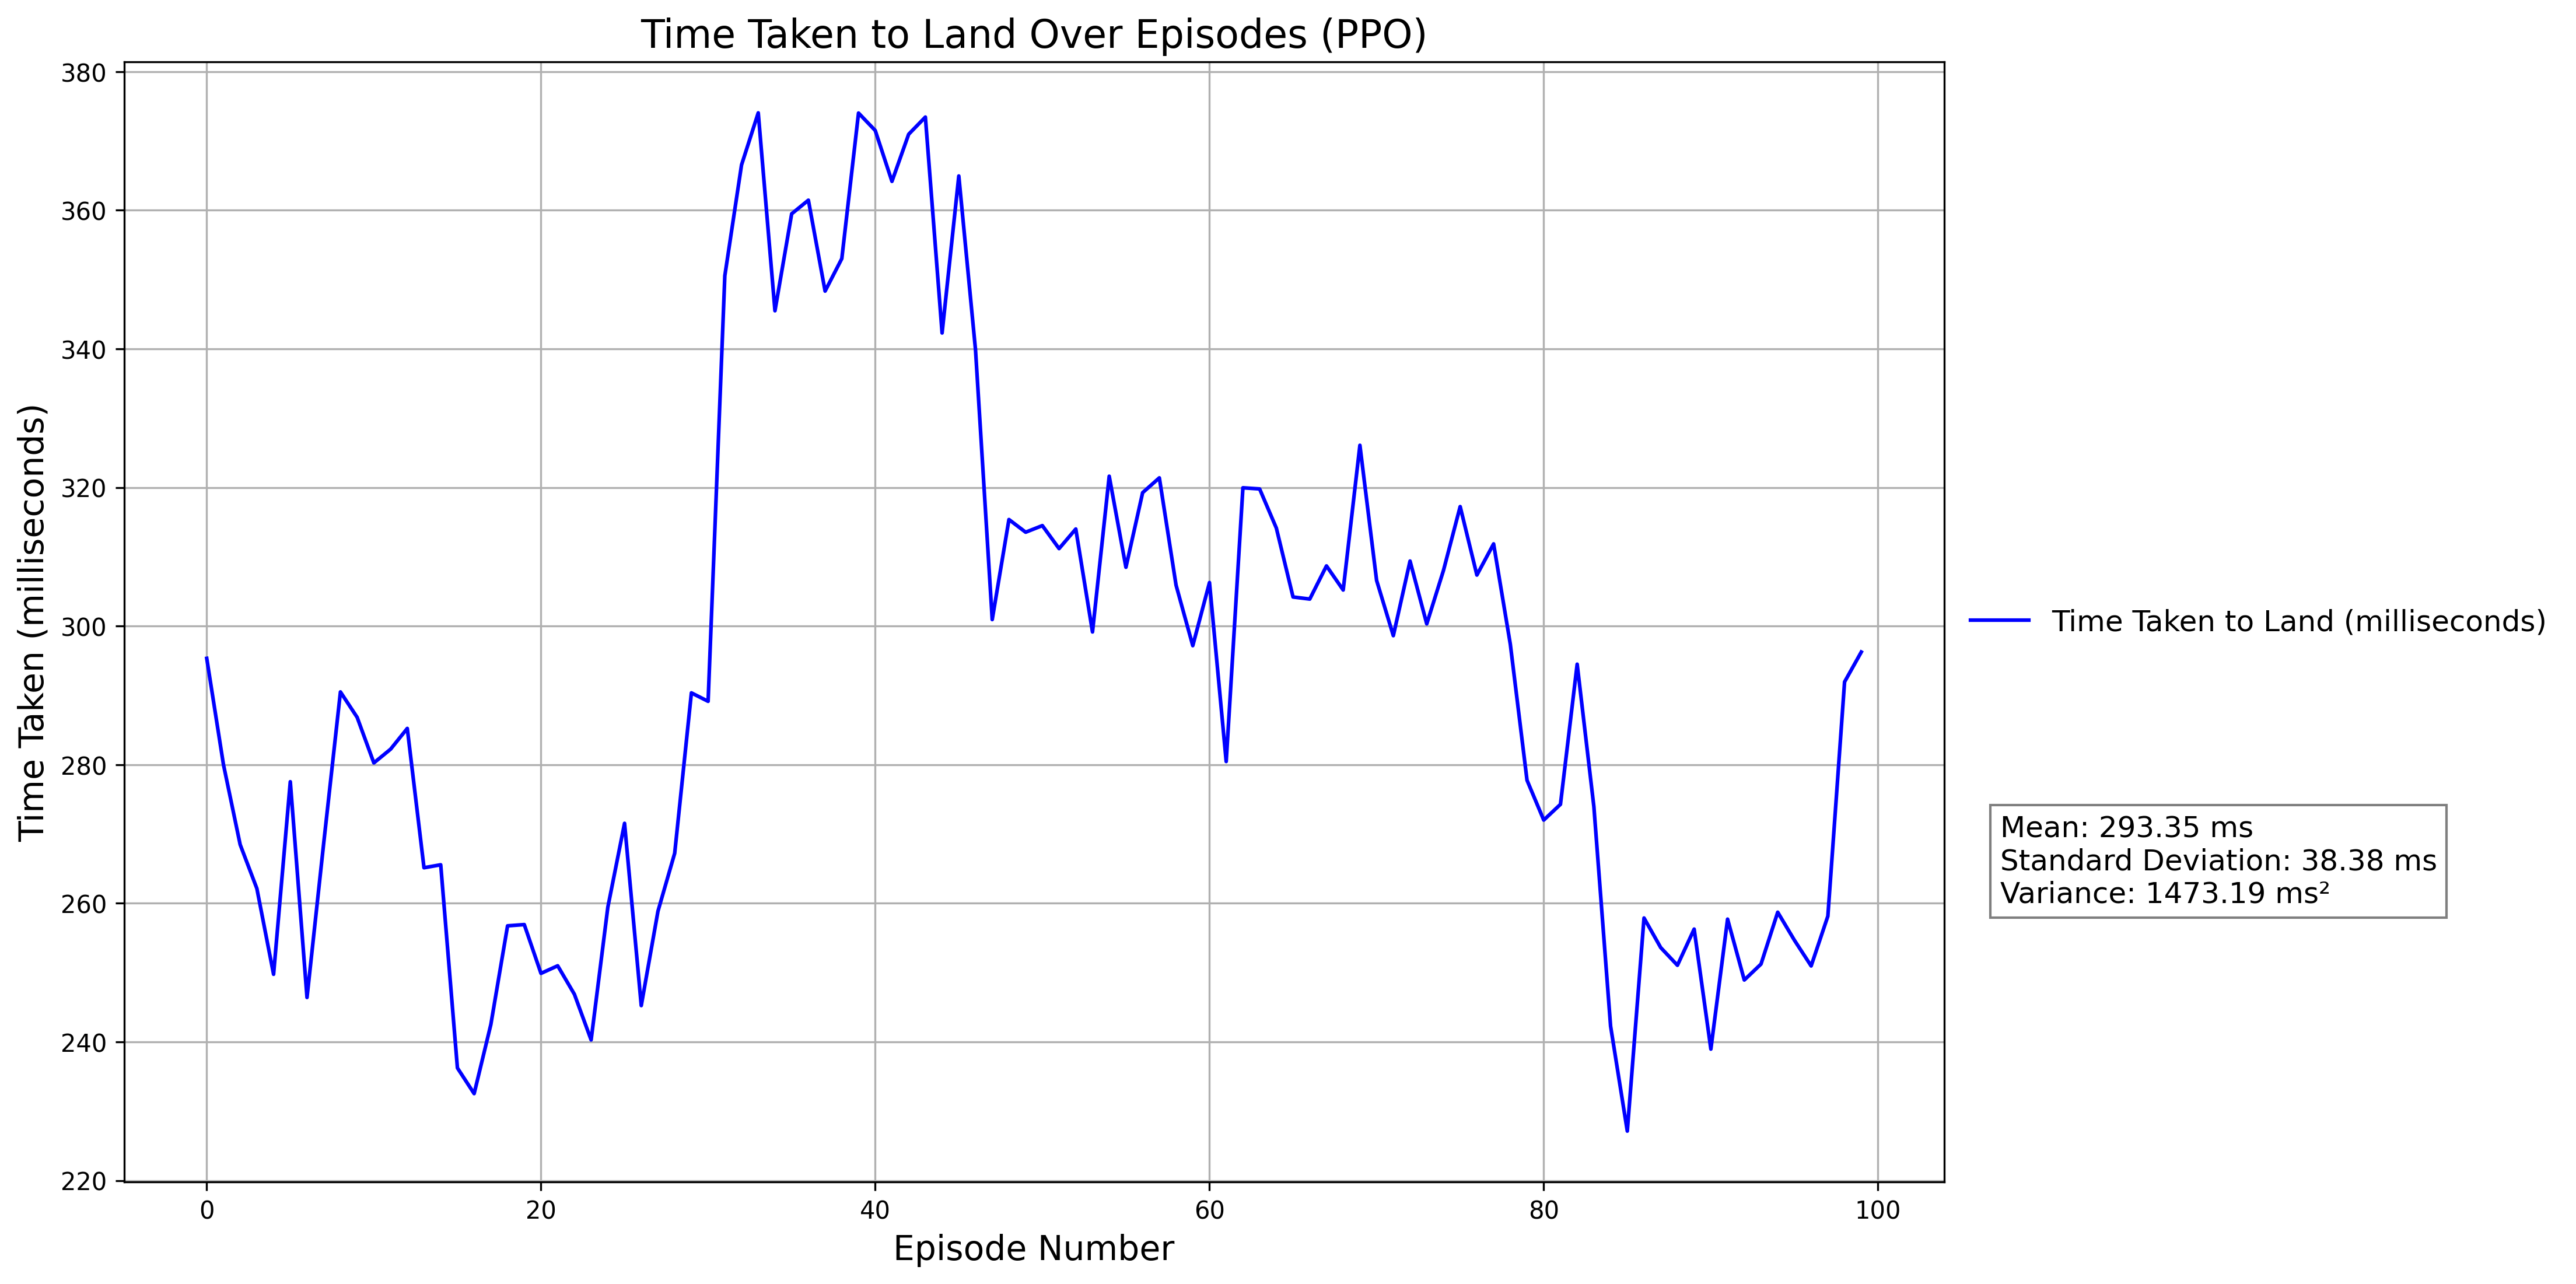 Time Taken to Land Over Episodes (PPO)
Time Taken (milliseconds)
380
360
340
320
300
280
260
240
220
0
20
40
60
80
100
Episode Number
Time Taken to Land (milliseconds)
Mean: 293.35 ms
Standard Deviation: 38.38 ms
Variance: 1473.19 ms²